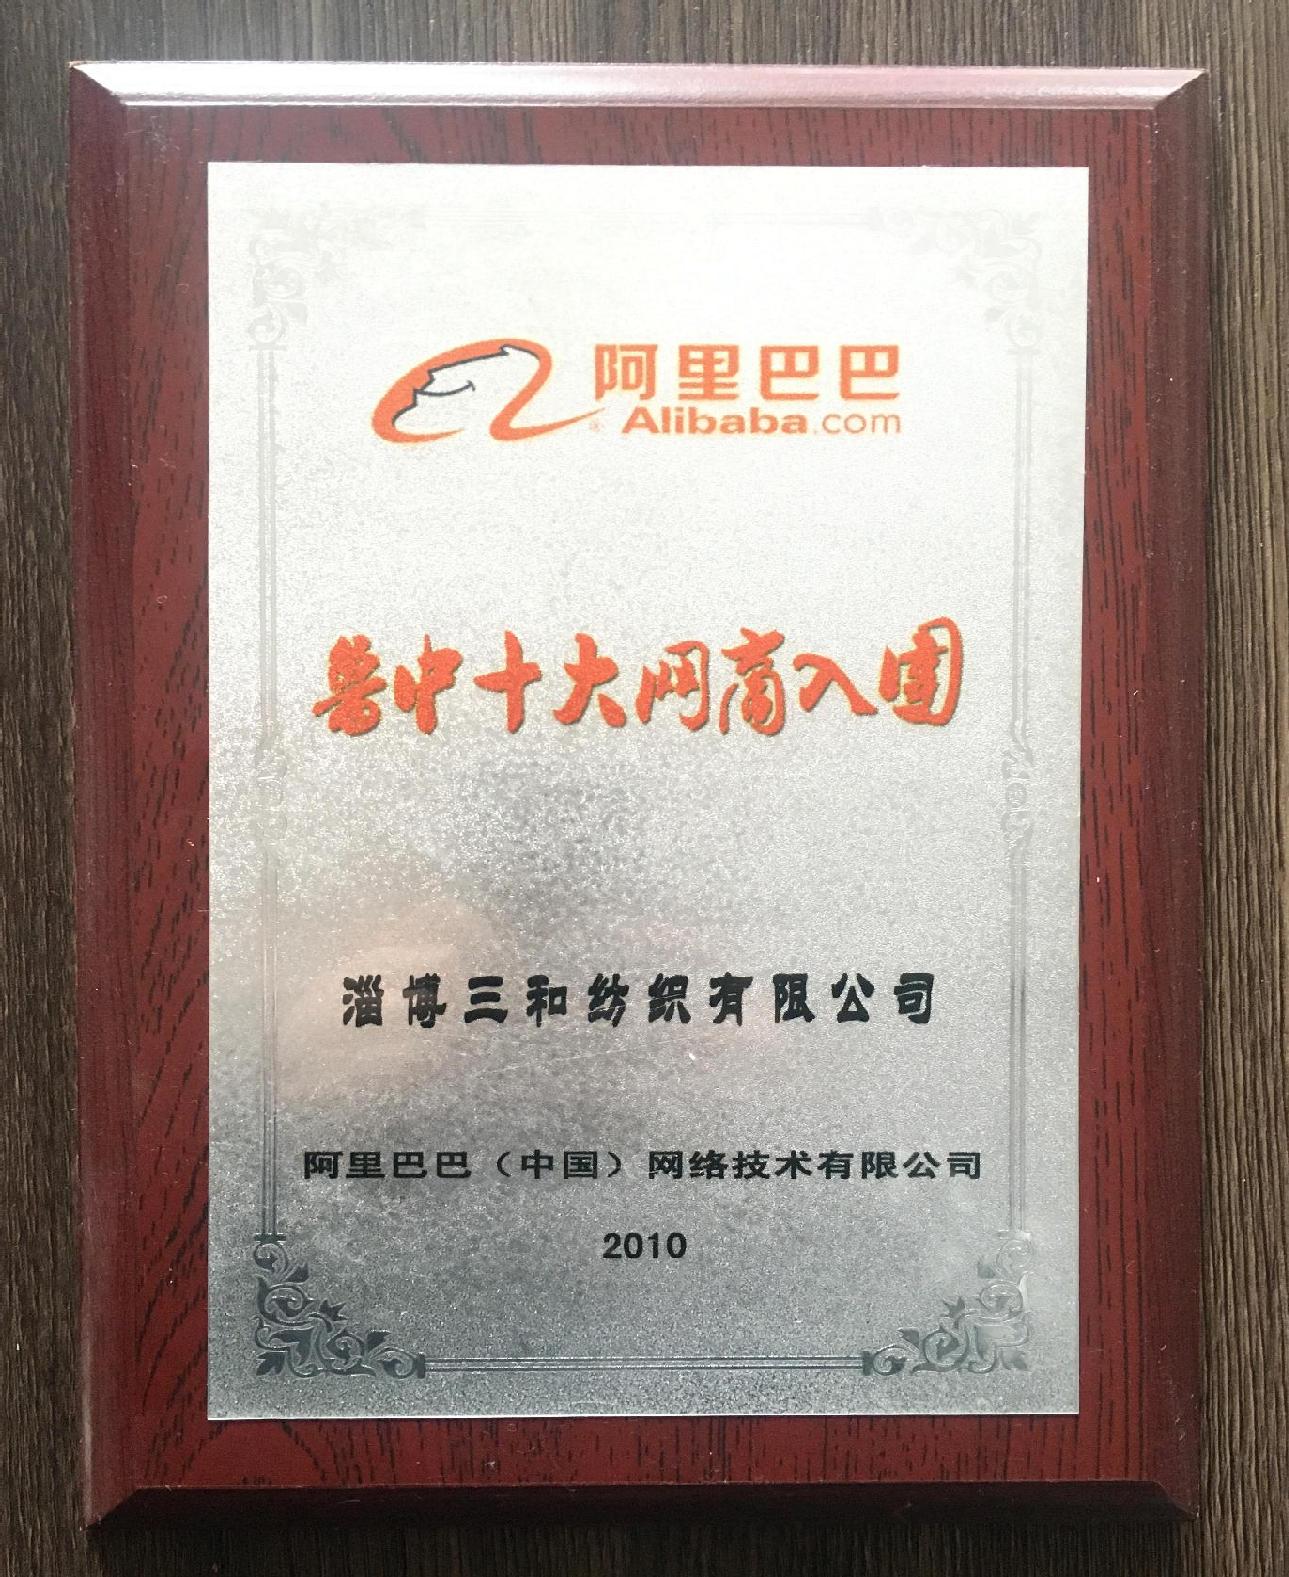 阿里巴巴
Alibaba.com
鲁中十大网商入围
淄博三和纺织有限公司
阿里巴巴（中国）网络技术有限公司
2010